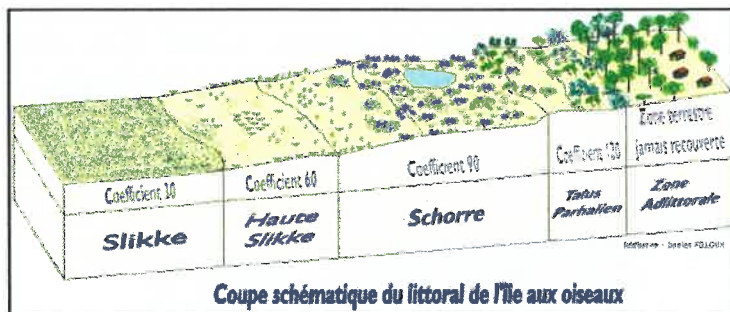 Coefficient 30
Coefficient 60
Coefficient 90
Coefficient 120
Zone terrestre
jamais recouverte
Slikke
Haute
Slikke
Schorre
Talus
Parhalien
Zone
Adlittorale
Coupe schématique du littoral de l'île aux oiseaux